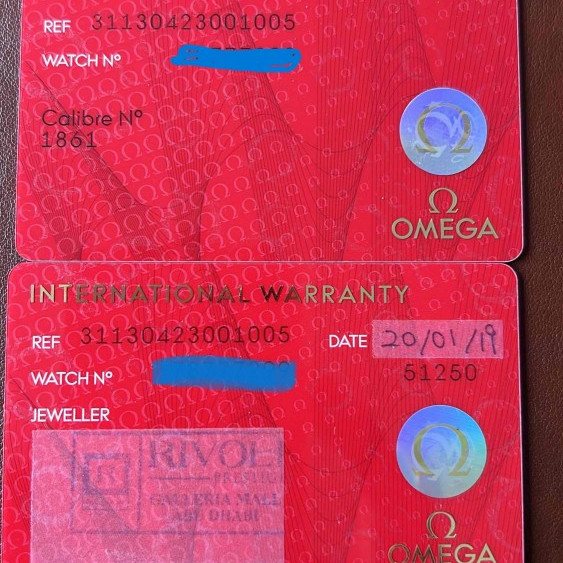 REF 31130423001005
WATCH Nº
Calibre Nº
1861
Ω
Ω
OMEGA
INTERNATIONAL WARRANTY
REF 31130423001005
DATE 20/01/19
WATCH Nº
51250
JEWELLER
RIVOLI
PRESTIGE
GALLERIA MALL
ABU DHABI
Ω
Ω
OMEGA